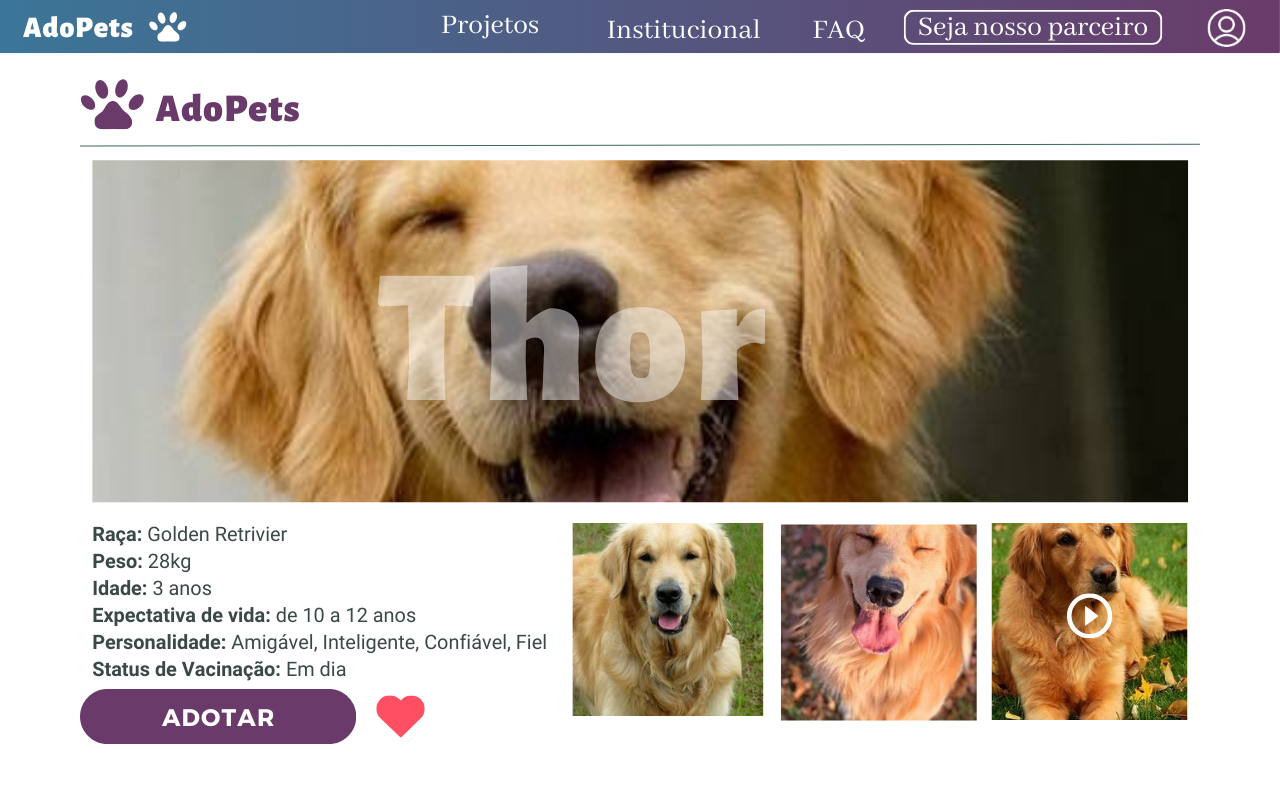 AdoPets
Projetos
Institucional
FAQ
Seja nosso parceiro
AdoPets
Thor
Raça: Golden Retrivier
Peso: 28kg
Idade: 3 anos
Expectativa de vida: de 10 a 12 anos
Personalidade: Amigável, Inteligente, Confiável, Fiel
Status de Vacinação: Em dia
ADOTAR